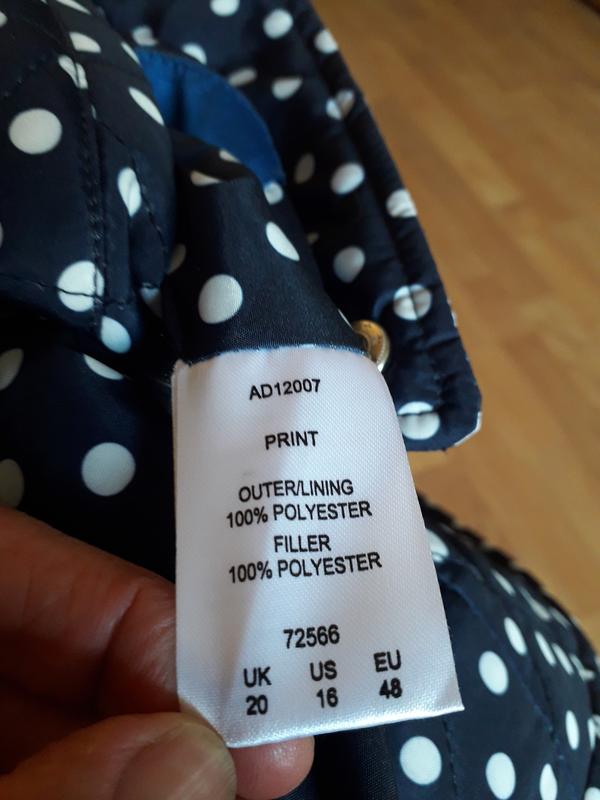 AD12007
PRINT
OUTER/LINING
100% POLYESTER
FILLER
100% POLYESTER
72566
UK US EU
20 16 48